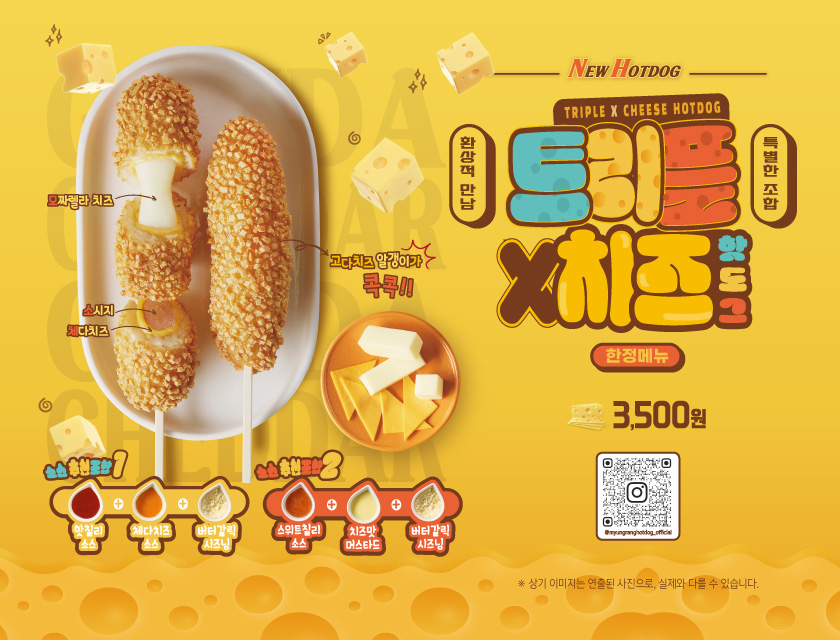 NEW HOTDOG
TRIPLE X CHEESE HOTDOG
환상적 만남
트리플
특별한 조합
X치즈
핫도그
한정메뉴
3,500원
@myungranghotdog_official
※ 상기 이미지는 연출된 사진으로, 실제와 다를 수 있습니다.
GOUDA
CHEDDAR
GOUDA
CHEDDAR
모짜렐라 치즈
고다치즈 알갱이가
콕콕!!
소시지
체다치즈
소스 추천조합 1
핫칠리 소스
+
체다치즈 소스
+
버터갈릭 시즈닝
소스 추천조합 2
스위트칠리 소스
+
치즈맛 머스타드
+
버터갈릭 시즈닝